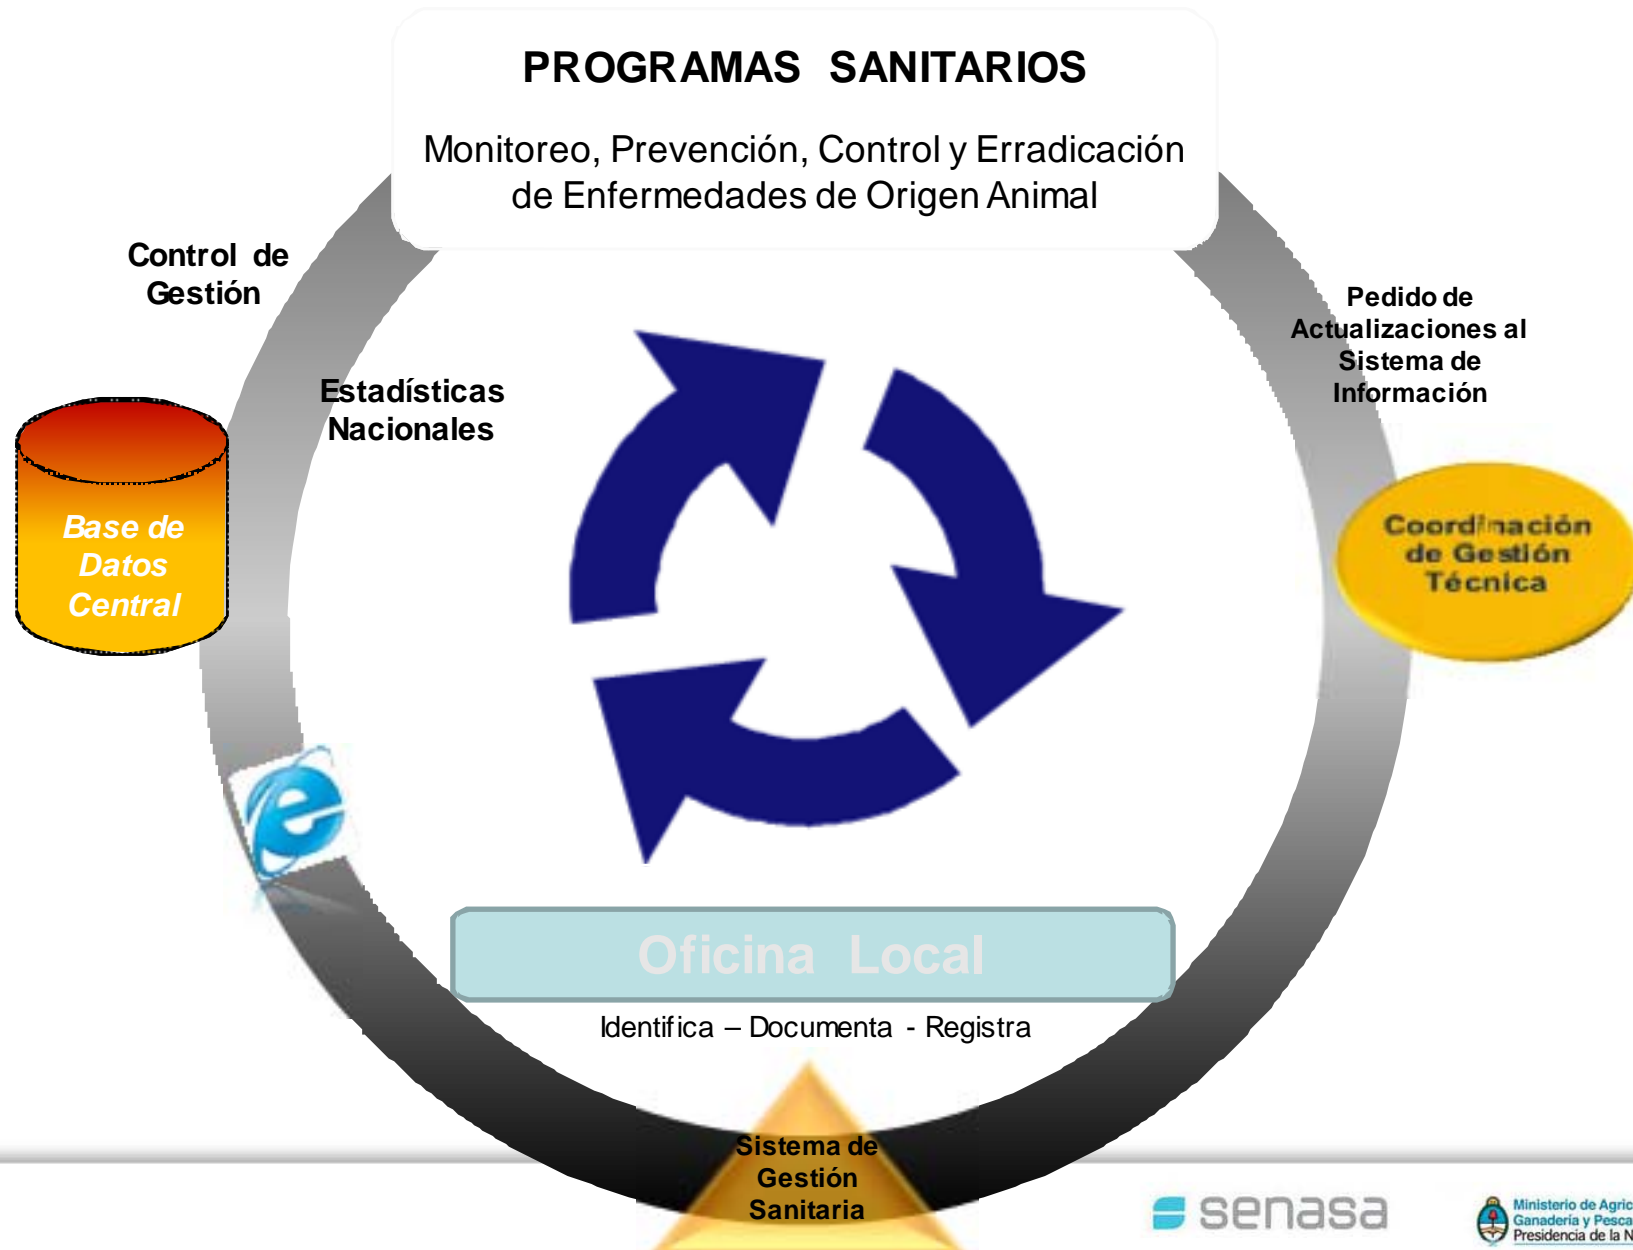 PROGRAMAS SANITARIOS
Monitoreo, Prevención, Control y Erradicación
de Enfermedades de Origen Animal
Control de
Gestión
Pedido de
Actualizaciones al
Sistema de
Información
Estadísticas
Nacionales
Base de
Datos
Central
Coordinación
de Gestión
Técnica
Oficina Local
Identifica – Documenta - Registra
Sistema de
Gestión
Sanitaria
senasa
Ministerio de Agric
Ganadería y Pesca
Presidencia de la N